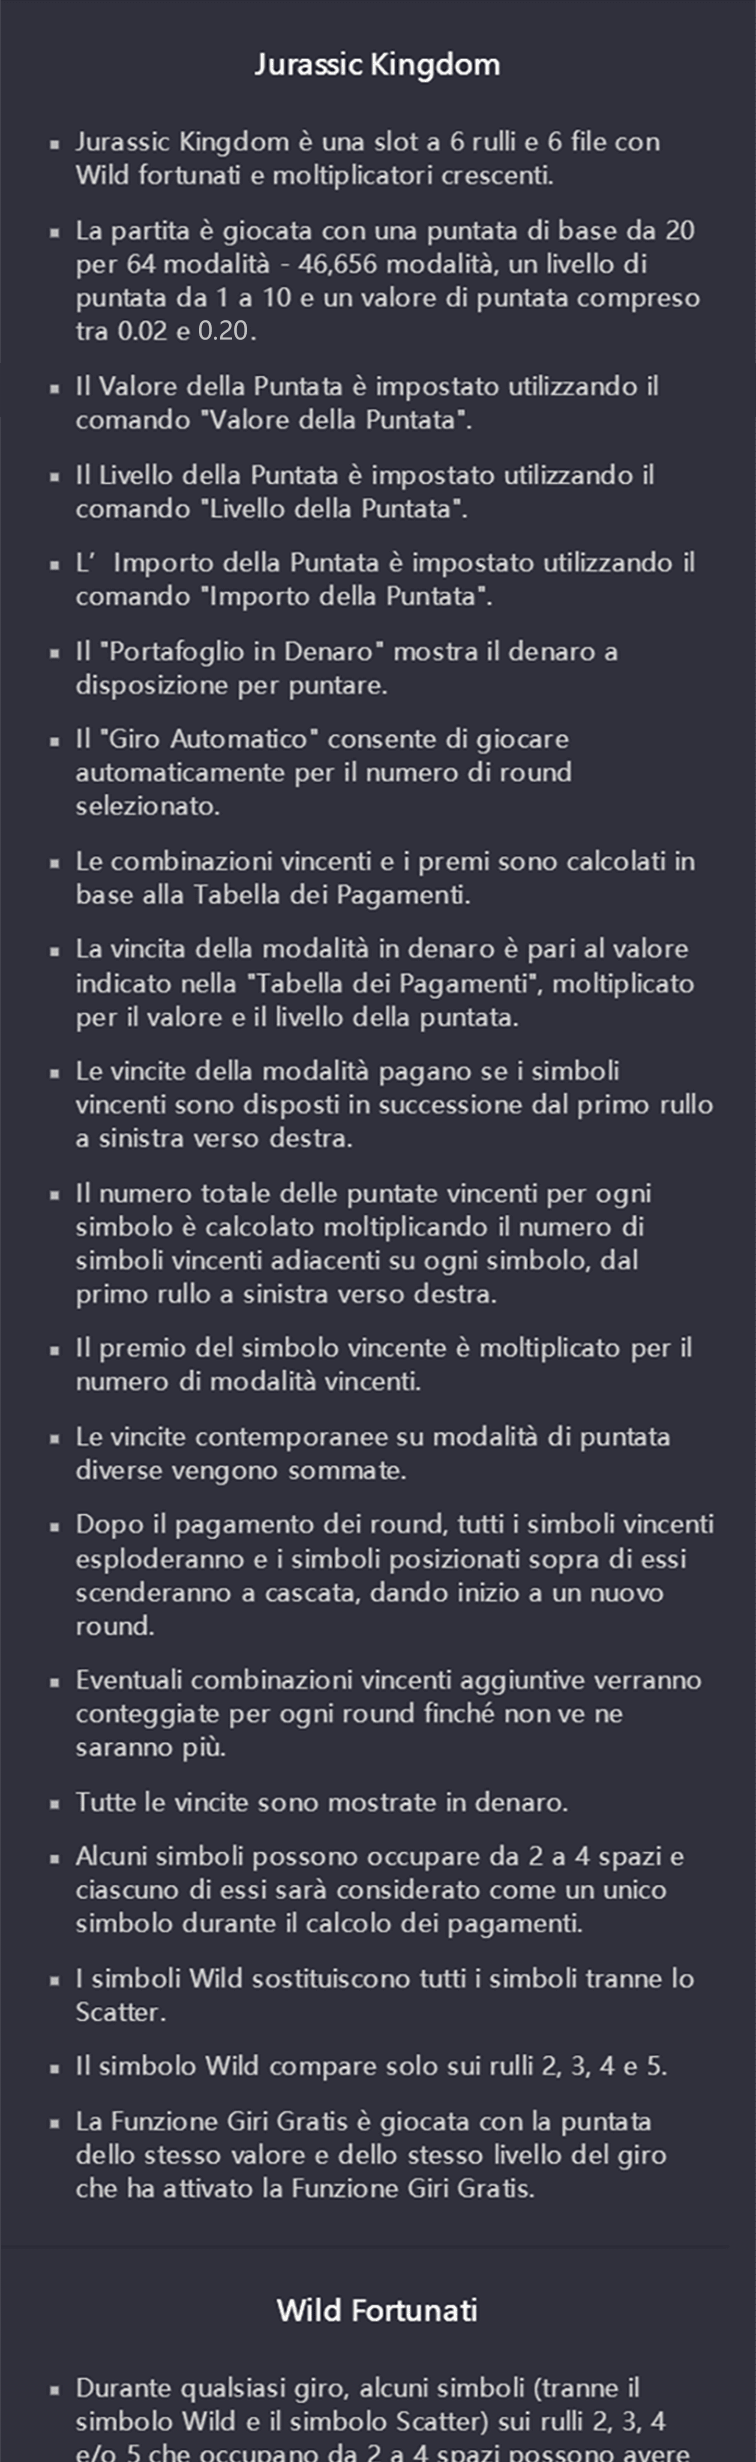 Jurassic Kingdom
▪ Jurassic Kingdom è una slot a 6 rulli e 6 file con
Wild fortunati e moltiplicatori crescenti.
▪ La partita è giocata con una puntata di base da 20
per 64 modalità - 46,656 modalità, un livello di
puntata da 1 a 10 e un valore di puntata compreso
tra 0.02 e 0.20.
▪ Il Valore della Puntata è impostato utilizzando il
comando "Valore della Puntata".
▪ Il Livello della Puntata è impostato utilizzando il
comando "Livello della Puntata".
▪ L’ Importo della Puntata è impostato utilizzando il
comando "Importo della Puntata".
▪ Il "Portafoglio in Denaro" mostra il denaro a
disposizione per puntare.
▪ Il "Giro Automatico" consente di giocare
automaticamente per il numero di round
selezionato.
▪ Le combinazioni vincenti e i premi sono calcolati in
base alla Tabella dei Pagamenti.
▪ La vincita della modalità in denaro è pari al valore
indicato nella "Tabella dei Pagamenti", moltiplicato
per il valore e il livello della puntata.
▪ Le vincite della modalità pagano se i simboli
vincenti sono disposti in successione dal primo rullo
a sinistra verso destra.
▪ Il numero totale delle puntate vincenti per ogni
simbolo è calcolato moltiplicando il numero di
simboli vincenti adiacenti su ogni simbolo, dal
primo rullo a sinistra verso destra.
▪ Il premio del simbolo vincente è moltiplicato per il
numero di modalità vincenti.
▪ Le vincite contemporanee su modalità di puntata
diverse vengono sommate.
▪ Dopo il pagamento dei round, tutti i simboli vincenti
esploderanno e i simboli posizionati sopra di essi
scenderanno a cascata, dando inizio a un nuovo
round.
▪ Eventuali combinazioni vincenti aggiuntive verranno
conteggiate per ogni round finché non ve ne
saranno più.
▪ Tutte le vincite sono mostrate in denaro.
▪ Alcuni simboli possono occupare da 2 a 4 spazi e
ciascuno di essi sarà considerato come un unico
simbolo durante il calcolo dei pagamenti.
▪ I simboli Wild sostituiscono tutti i simboli tranne lo
Scatter.
▪ Il simbolo Wild compare solo sui rulli 2, 3, 4 e 5.
▪ La Funzione Giri Gratis è giocata con la puntata
dello stesso valore e dello stesso livello del giro
che ha attivato la Funzione Giri Gratis.
Wild Fortunati
▪ Durante qualsiasi giro, alcuni simboli (tranne il
simbolo Wild e il simbolo Scatter) sui rulli 2, 3, 4
e/o 5 che occupano da 2 a 4 spazi possono avere